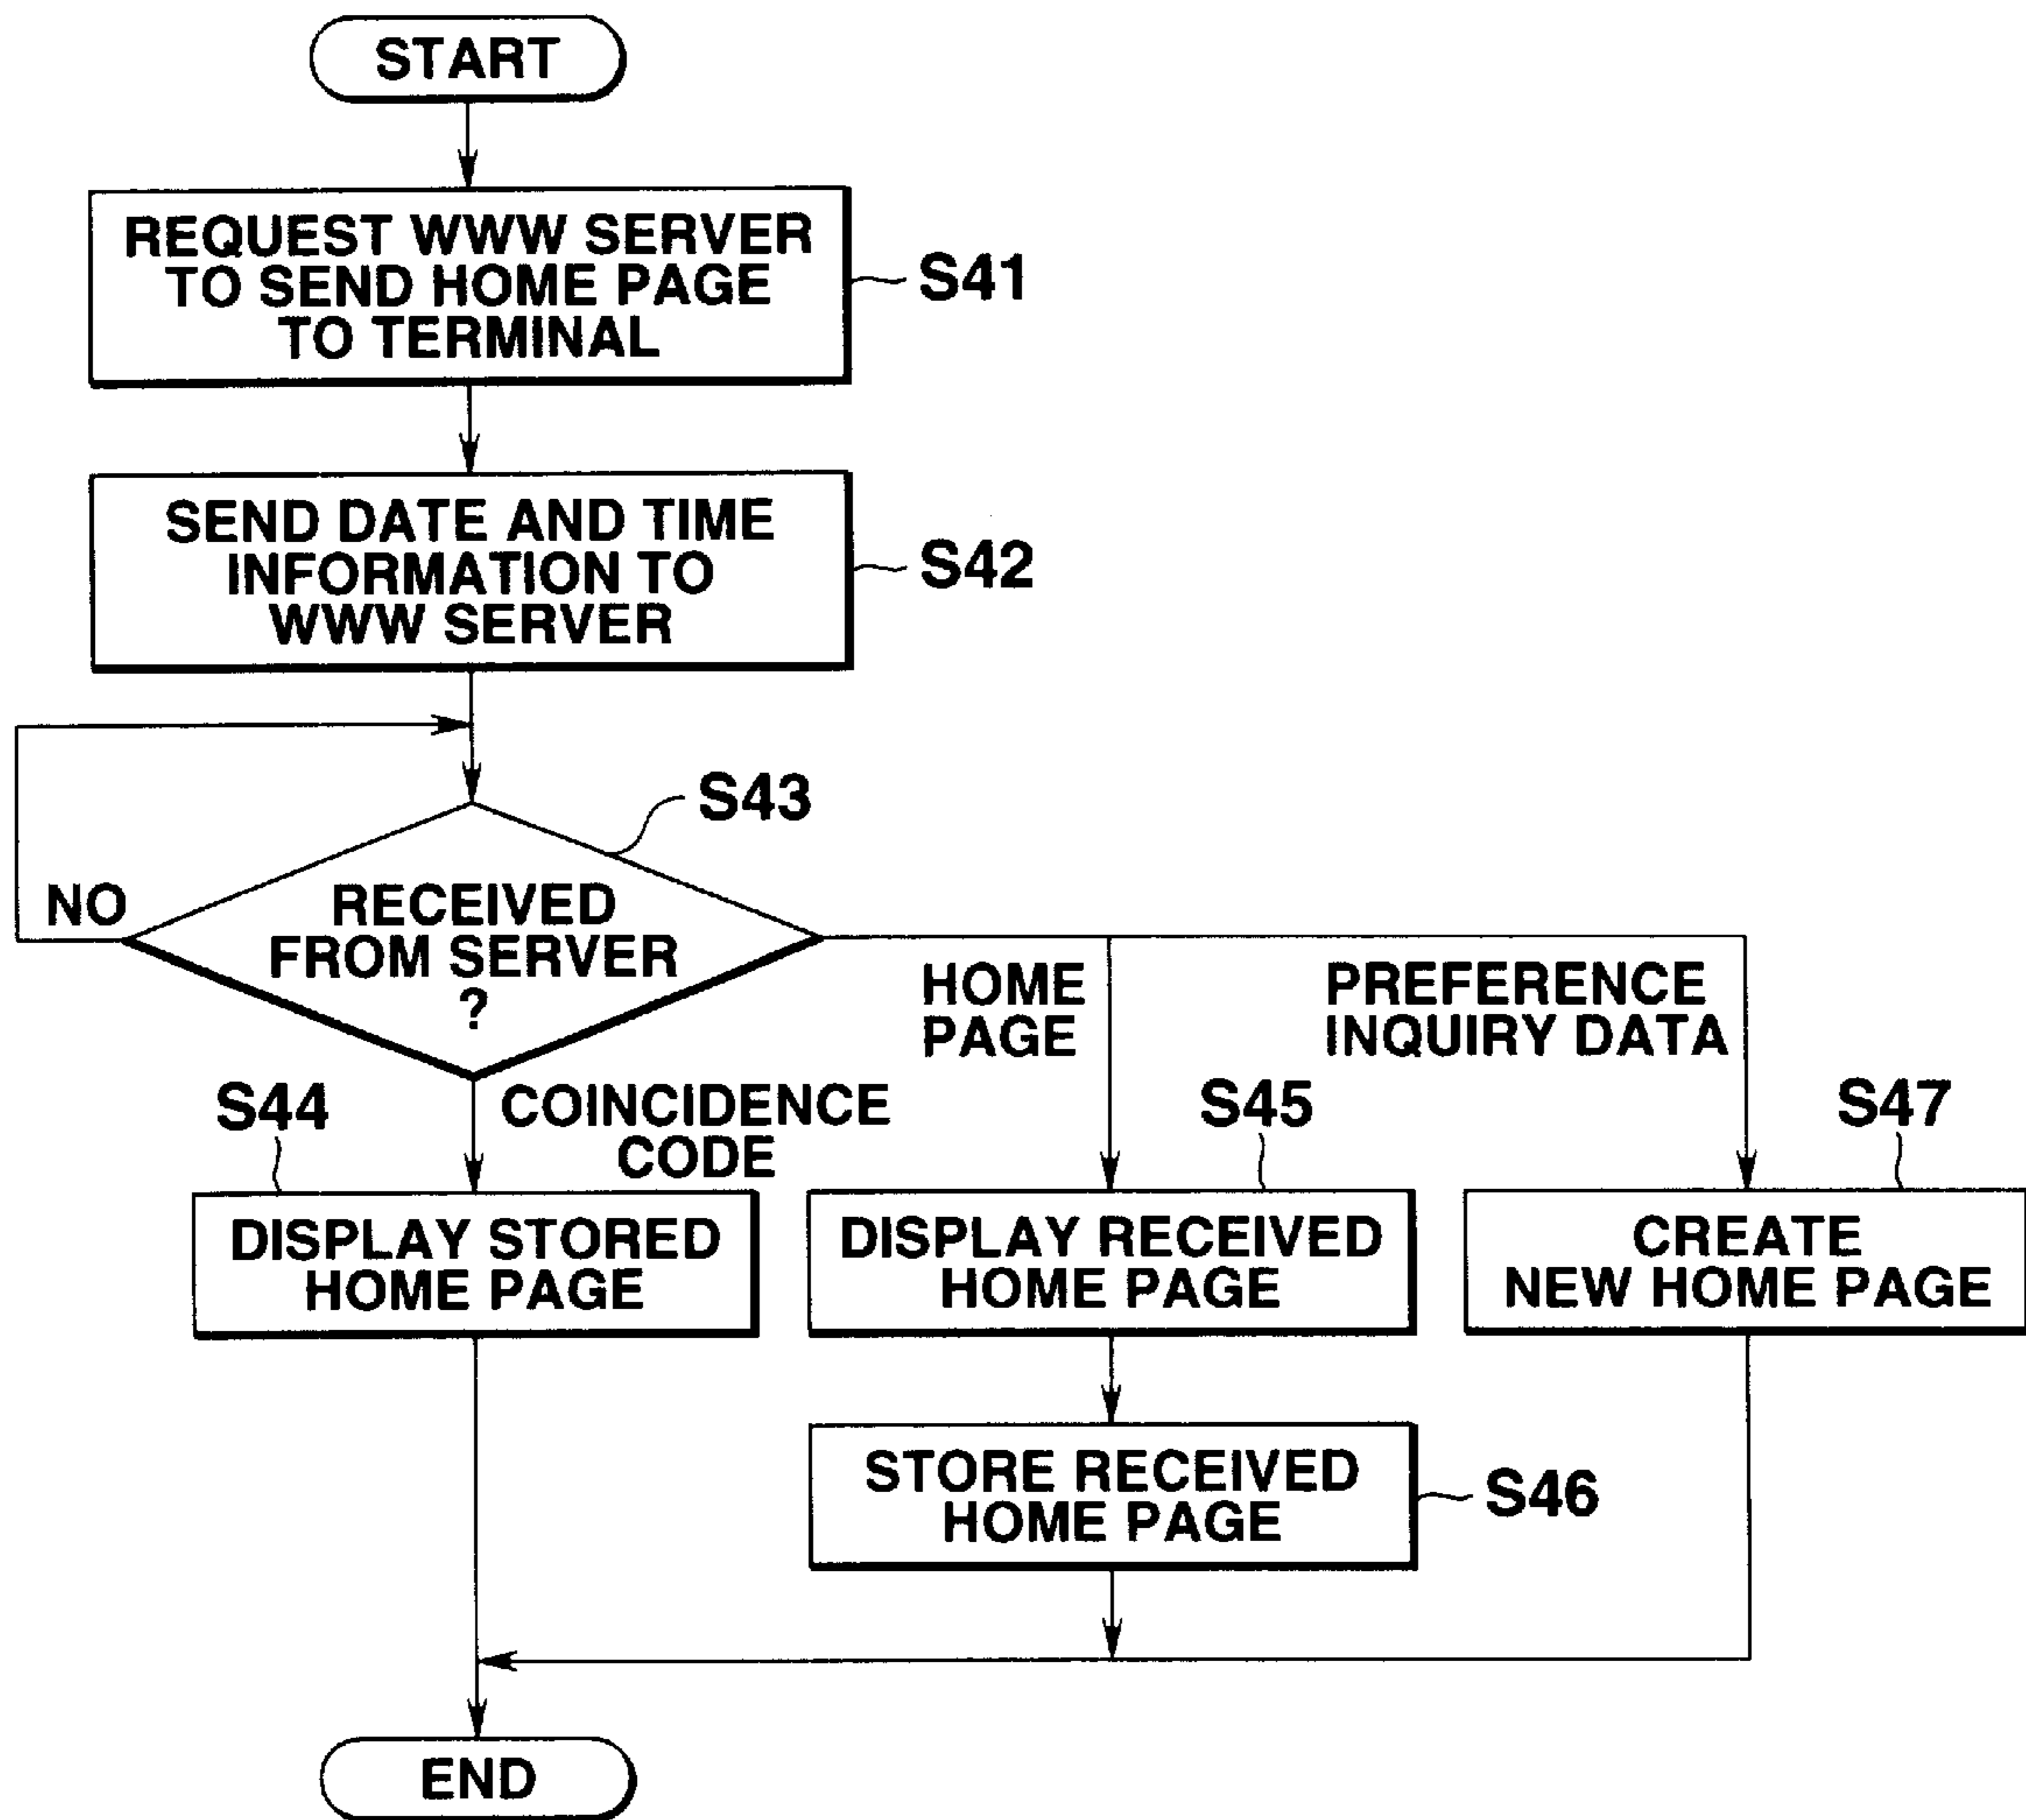 START
REQUEST WWW SERVER
TO SEND HOME PAGE
TO TERMINAL
S41
SEND DATE AND TIME
INFORMATION TO
WWW SERVER
S42
S43
NO
RECEIVED
FROM SERVER
?
HOME
PAGE
PREFERENCE
INQUIRY DATA
S44
COINCIDENCE
CODE
S45
S47
DISPLAY STORED
HOME PAGE
DISPLAY RECEIVED
HOME PAGE
CREATE
NEW HOME PAGE
STORE RECEIVED
HOME PAGE
S46
END